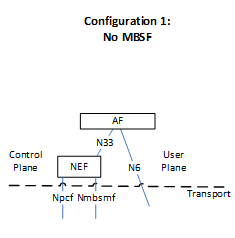 Configuration 1:
No MBSF
AF
N33
Control
Plane
NEF
N6
User
Plane
Transport
Npcf Nmbsmf